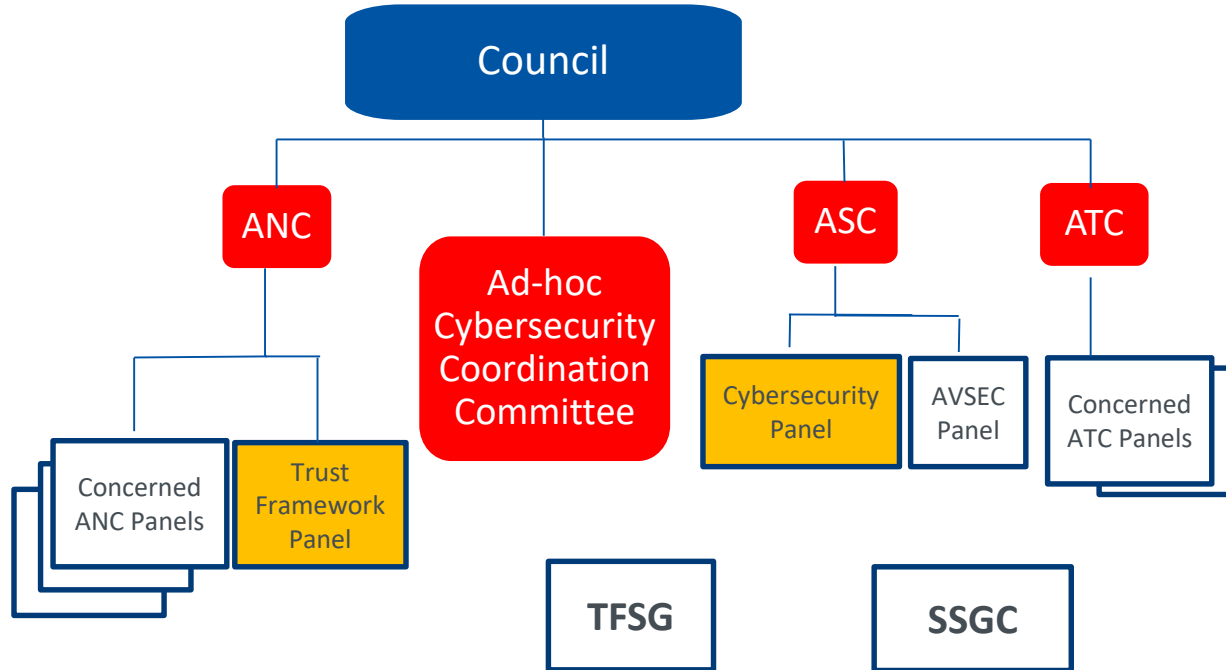 Council
ANC
Ad-hoc
Cybersecurity
Coordination
Committee
ASC
ATC
Concerned
ANC Panels
Trust
Framework
Panel
Cybersecurity
Panel
AVSEC
Panel
Concerned
ATC Panels
TFSG
SSGC